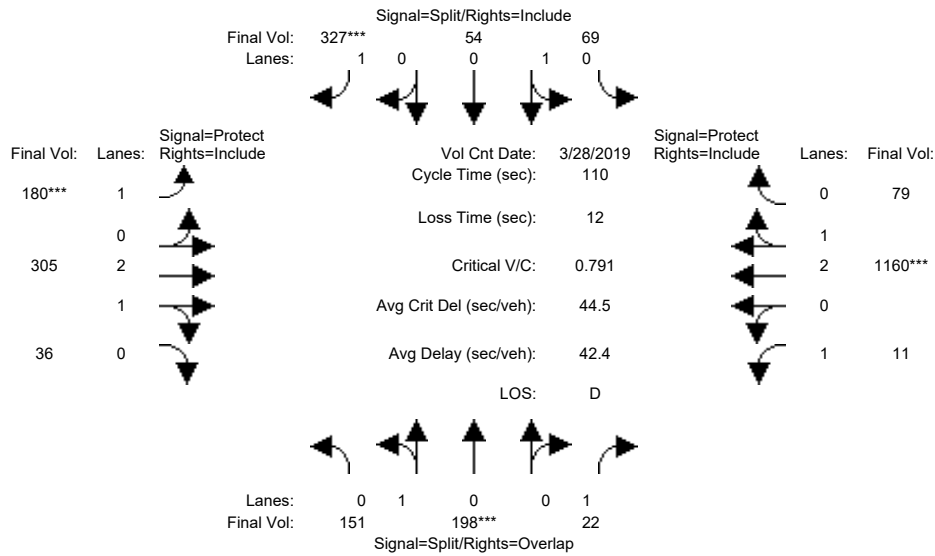 Signal=Split/Rights=Include
Final Vol: 327*** 54 69
Lanes: 1 0 0 1 0
Signal=Protect
Final Vol: Lanes: Rights=Include
Vol Cnt Date: 3/28/2019
Signal=Protect
Rights=Include Lanes: Final Vol:
Cycle Time (sec): 110
180*** 1
0 79
Loss Time (sec): 12
0
1
305 2
Critical V/C: 0.791
2 1160***
1
Avg Crit Del (sec/veh): 44.5
0
36 0
Avg Delay (sec/veh): 42.4
1 11
LOS: D
Lanes: 0 1 0 0 1
Final Vol: 151 198*** 22
Signal=Split/Rights=Overlap